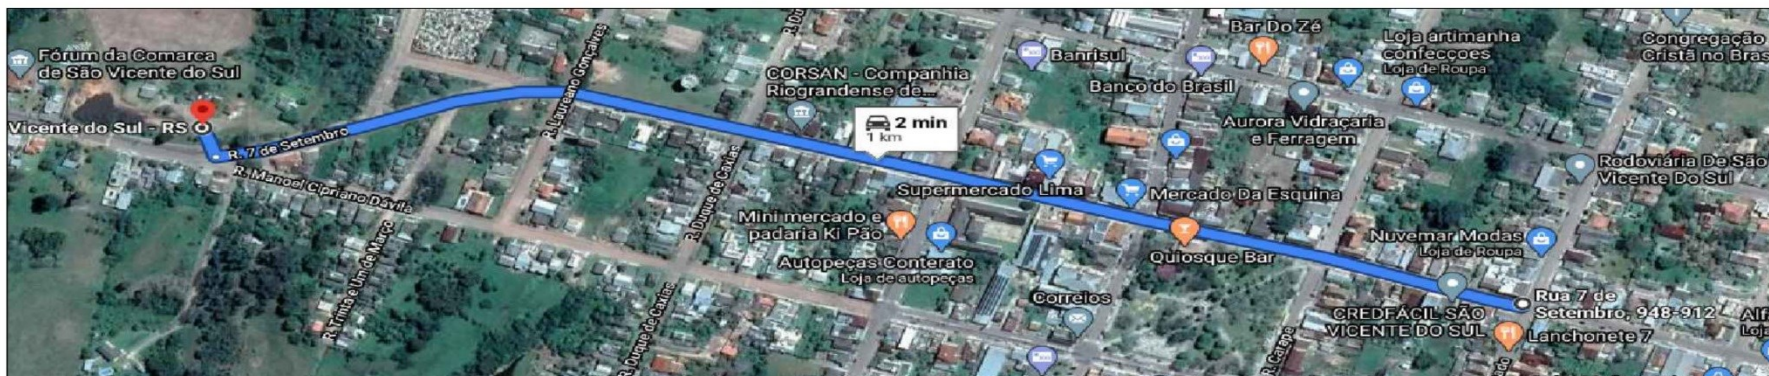 Fórum da Comarca
de São Vicente do Sul
Vicente do Sul - RS
R. 7 de Setembro
R. Manoel Cipriano Dávila
R. Trinta e Um de Março
R. Laureano Gonçalves
R. Du
R. Duque de Caxias
R. Duque de Caxias
CORSAN - Companhia
Riograndense de...
2 min
1 km
Banrisul
Bar Do Zé
Banco do Brasil
Loja artimanha
confecçoes
Loja de Roupa
Congregação
Cristã no Bras
Aurora Vidraçaria
e Ferragem
Rodoviária De São
Vicente Do Sul
Supermercado Lima
Mercado Da Esquina
Mini mercado e
padaria Ki Pão
Autopeças Conterato
Loja de autopeças
Quiosque Bar
Nuvemar Modas
Loja de Roupa
Correios
CREDFÁCIL SÃO
VICENTE DO SUL
Rua 7 de
Setembro, 948-912
Lanchonete 7
Alf
Loja